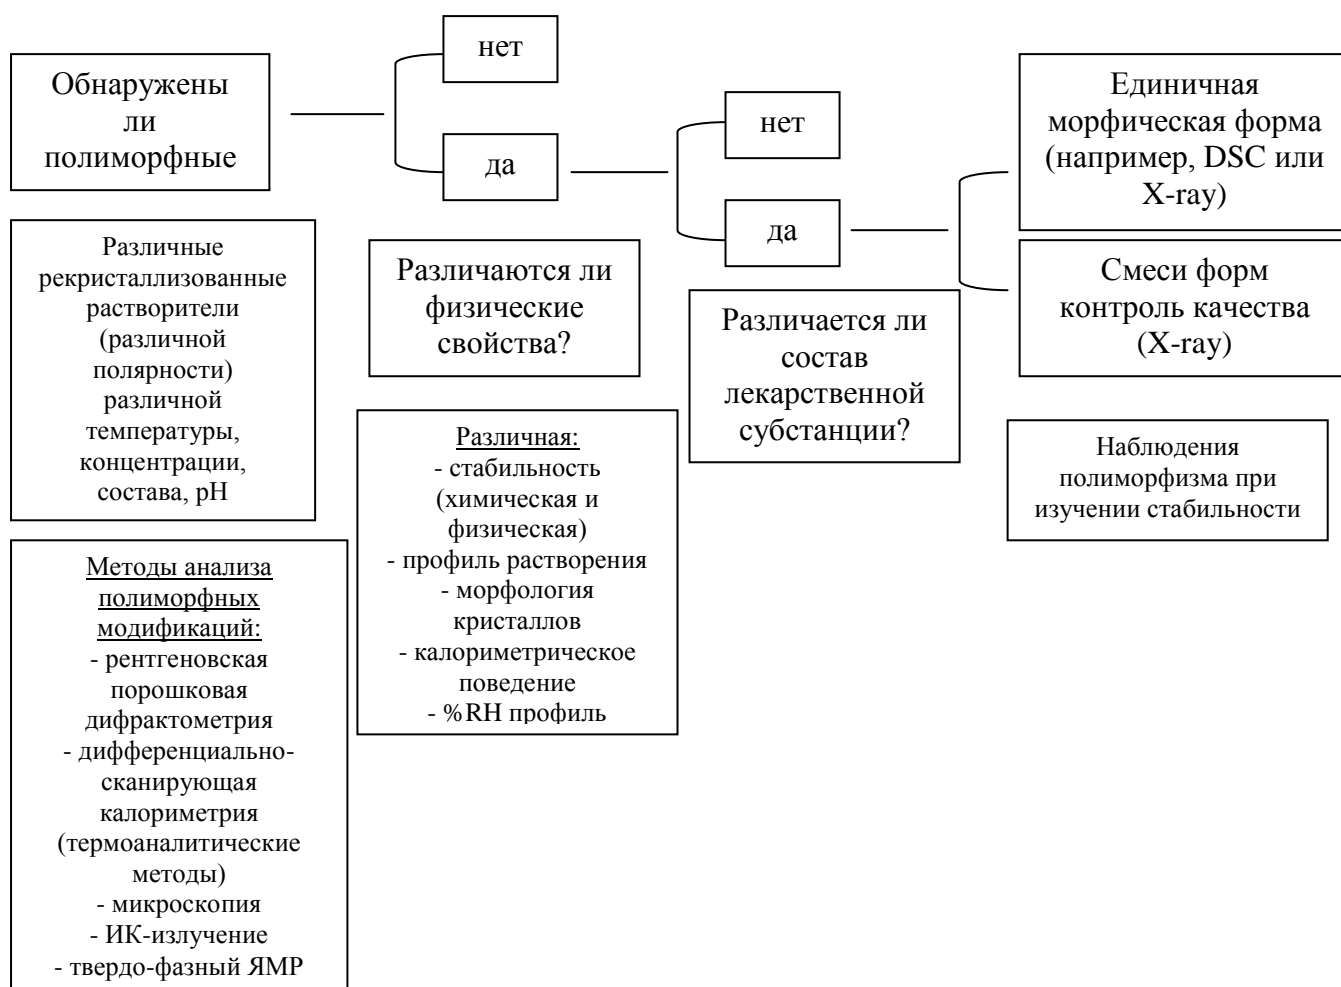 Обнаружены
ли
полиморфные
нет
да
нет
да
Единичная
морфическая форма
(например, DSC или
X-ray)
Смеси форм
контроль качества
(X-ray)
Различные
рекристаллизованные
растворители
(различной
полярности)
различной
температуры,
концентрации,
состава, pH
Различаются ли
физические
свойства?
Различается ли
состав
лекарственной
субстанции?
Различная:
- стабильность
(химическая и
физическая)
- профиль растворения
- морфология
кристаллов
- калориметрическое
поведение
- %RH профиль
Наблюдения
полиморфизма при
изучении стабильности
Методы анализа
полиморфных
модификаций:
- рентгеновская
порошковая
дифрактометрия
- дифференциально-
сканирующая
калориметрия
(термоаналитические
методы)
- микроскопия
- ИК-излучение
- твердо-фазный ЯМР